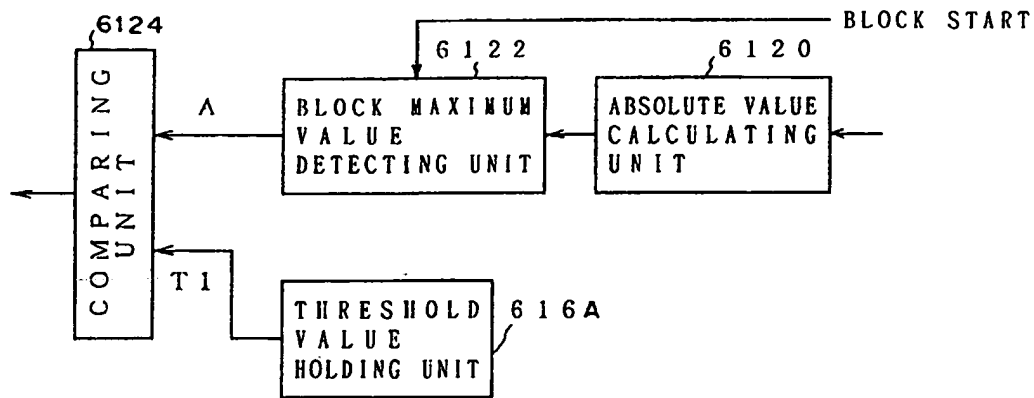 6124
BLOCK START
6122
6120
COMPARING
UNIT
A
BLOCK MAXIMUM
VALUE
DETECTING UNIT
ABSOLUTE VALUE
CALCULATING
UNIT
T1
THRESHOLD
VALUE
HOLDING UNIT
616A